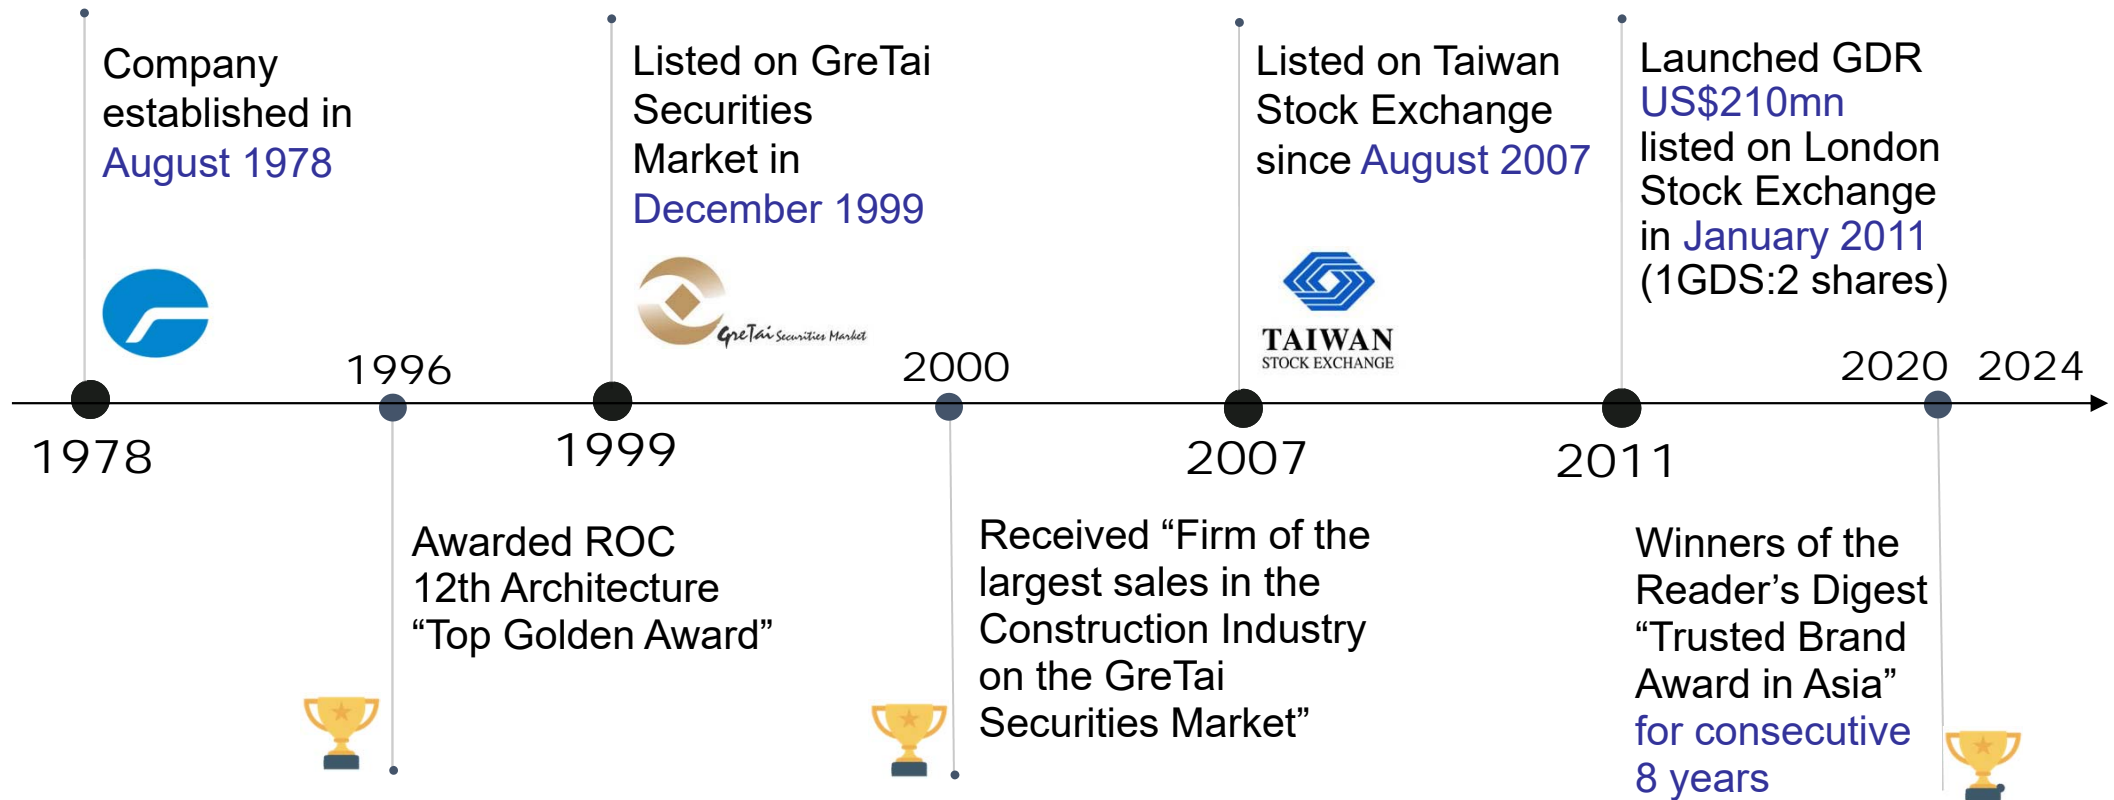 Company
established in
August 1978
Listed on GreTai
Securities
Market in
December 1999
GreTai Securities Market
Listed on Taiwan
Stock Exchange
since August 2007
TAIWAN
STOCK EXCHANGE
Launched GDR
US$210mn
listed on London
Stock Exchange
in January 2011
(1GDS:2 shares)
1996
2000
2020 2024
1978
1999
2007
2011
Awarded ROC
12th Architecture
“Top Golden Award”
Received “Firm of the
largest sales in the
Construction Industry
on the GreTai
Securities Market”
Winners of the
Reader’s Digest
“Trusted Brand
Award in Asia”
for consecutive
8 years